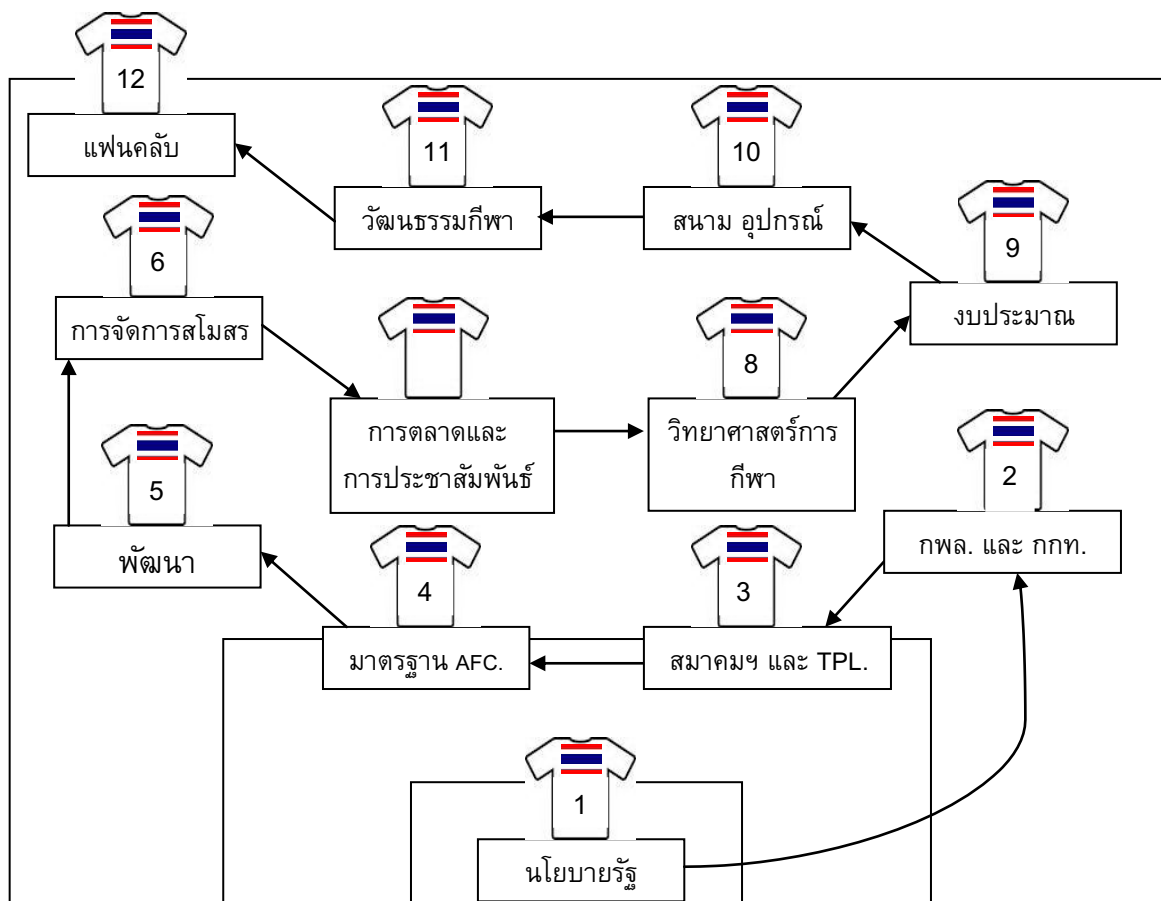 12
แฟนคลับ
11
วัฒนธรรมกีฬา
10
สนาม อุปกรณ์
9
งบประมาณ
6
การจัดการสโมสร
การตลาดและ
การประชาสัมพันธ์
8
วิทยาศาสตร์การ
กีฬา
2
กพล. และ กกท.
5
พัฒนา
4
มาตรฐาน AFC.
3
สมาคมฯ และ TPL.
1
นโยบายรัฐ